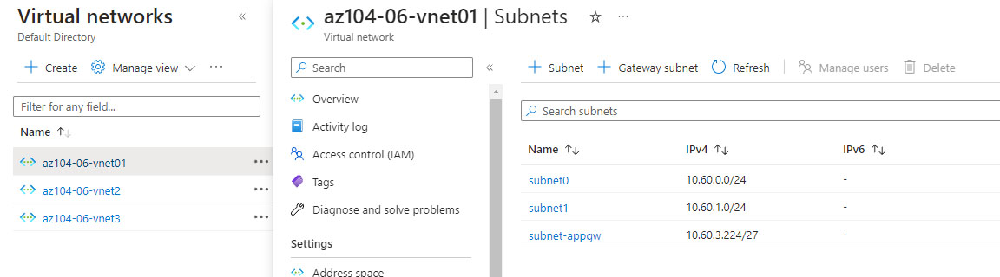 Virtual networks
Default Directory
Create Manage view
Filter for any field...
Name
az104-06-vnet01
az104-06-vnet2
az104-06-vnet3
az104-06-vnet01 | Subnets
Virtual network
Search
Overview
Activity log
Access control (IAM)
Tags
Diagnose and solve problems
Settings
Address space
Subnet Gateway subnet Refresh Manage users Delete
Search subnets
Name IPv4 IPv6
subnet0 10.60.0.0/24 -
subnet1 10.60.1.0/24 -
subnet-appgw 10.60.3.224/27 -